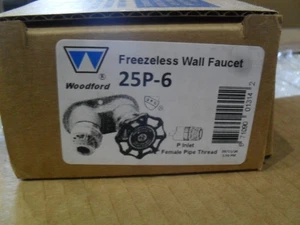 Freezeless Wall Faucet
25P-6
®
Woodford
P Inlet
Female Pipe Thread